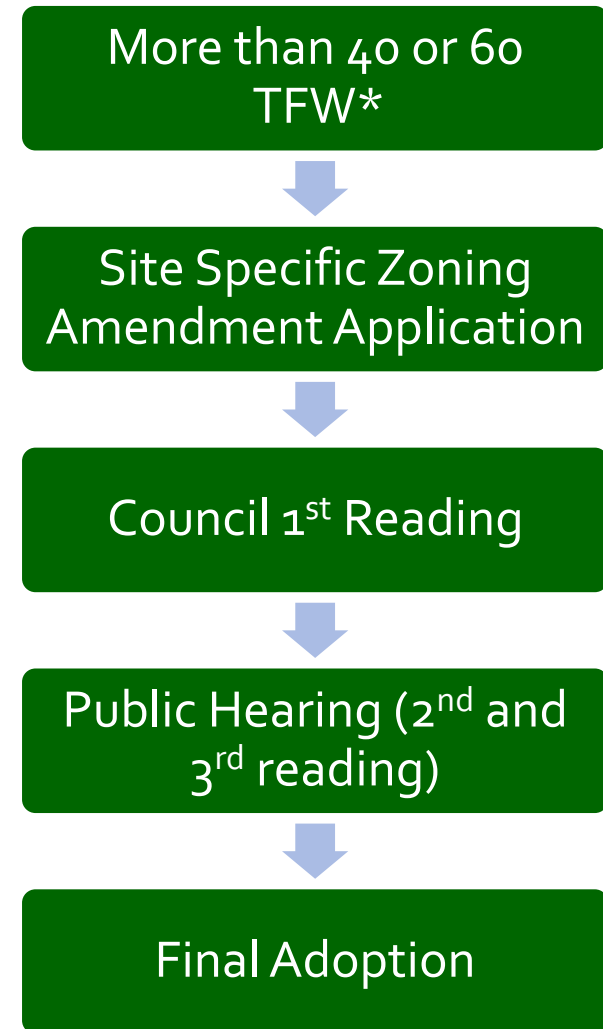 More than 40 or 60
TFW*
Site Specific Zoning
Amendment Application
Council 1st Reading
Public Hearing (2nd and
3rd reading)
Final Adoption